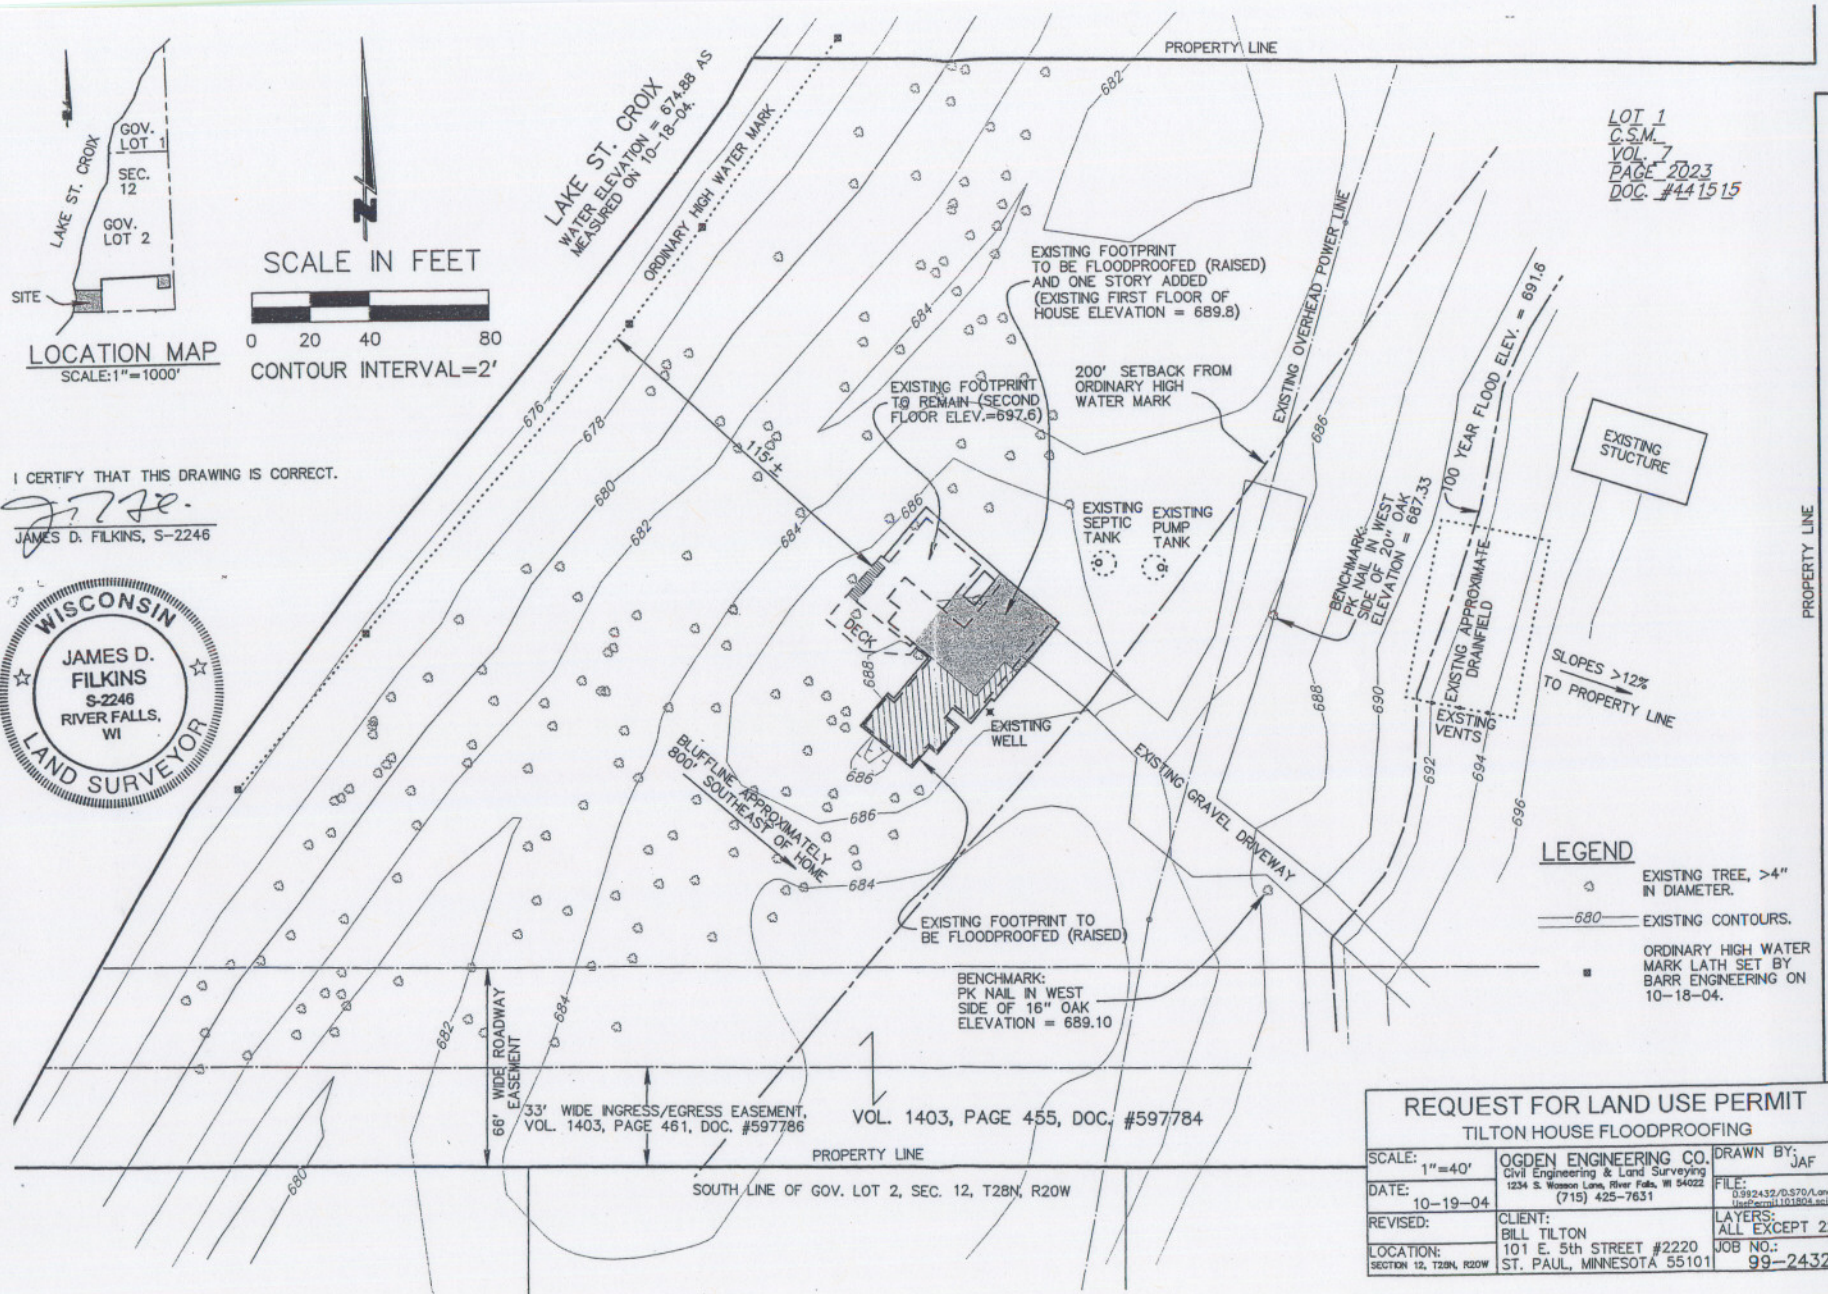 PROPERTY LINE
GOV.
LOT 1
SEC.
12
GOV.
LOT 2
LAKE ST. CROIX
SITE
LOCATION MAP
SCALE:1"=1000'
N
SCALE IN FEET
0 20 40 80
CONTOUR INTERVAL=2'
LAKE ST. CROIX
WATER ELEVATION = 674.88 AS
MEASURED ON 10-18-04.
ORDINARY HIGH WATER MARK
LOT 1
C.S.M.
VOL. 7
PAGE 2023
DOC. #441515
682
EXISTING FOOTPRINT
TO BE FLOODPROOFED (RAISED)
AND ONE STORY ADDED
(EXISTING FIRST FLOOR OF
HOUSE ELEVATION = 689.8)
EXISTING OVERHEAD POWER LINE
684
EXISTING FOOTPRINT
TO REMAIN (SECOND
FLOOR ELEV.=697.6)
200' SETBACK FROM
ORDINARY HIGH
WATER MARK
100 YEAR FLOOD ELEV. = 691.6
EXISTING
STUCTURE
676
678
680
682
684
686
686
115'±
I CERTIFY THAT THIS DRAWING IS CORRECT.
JAMES D. FILKINS, S-2246
WISCONSIN
JAMES D.
FILKINS
S-2246
RIVER FALLS,
WI
LAND SURVEYOR
EXISTING
SEPTIC
TANK
EXISTING
PUMP
TANK
BENCHMARK:
PK NAIL IN WEST
SIDE OF 20" OAK
ELEVATION = 687.33
EXISTNG APPROXIMATE
DRAINFIELD
PROPERTY LINE
DECK
688
EXISTING
WELL
686
688
690
EXSTING
VENTS
692
694
696
SLOPES >12%
TO PROPERTY LINE
BLUFFLINE APPROXIMATELY
800' SOUTHEAST OF HOME
686
684
EXISTING GRAVEL DRIVEWAY
EXISTING FOOTPRINT TO
BE FLOODPROOFED (RAISED)
BENCHMARK:
PK NAIL IN WEST
SIDE OF 16" OAK
ELEVATION = 689.10
LEGEND
EXISTING TREE, >4"
IN DIAMETER.
680
EXISTING CONTOURS.
ORDINARY HIGH WATER
MARK LATH SET BY
BARR ENGINEERING ON
10-18-04.
682
684
680
66' WIDE ROADWAY
EASEMENT
33' WIDE INGRESS/EGRESS EASEMENT,
VOL. 1403, PAGE 461, DOC. #597786
VOL. 1403, PAGE 455, DOC. #597784
PROPERTY LINE
SOUTH LINE OF GOV. LOT 2, SEC. 12, T28N, R20W
REQUEST FOR LAND USE PERMIT
TILTON HOUSE FLOODPROOFING
SCALE:
1"=40'
OGDEN ENGINEERING CO.
Civil Engineering & Land Surveying
1234 S. Wasson Lane, River Falls, WI 54022
(715) 425-7631
DRAWN BY:
JAF
DATE:
10-19-04
FILE:
REVISED:
CLIENT:
BILL TILTON
101 E. 5th STREET #2220
ST. PAUL, MINNESOTA 55101
LAYERS:
ALL EXCEPT
LOCATION:
SECTION 12, T28N, R20W
JOB NO.:
99-2432